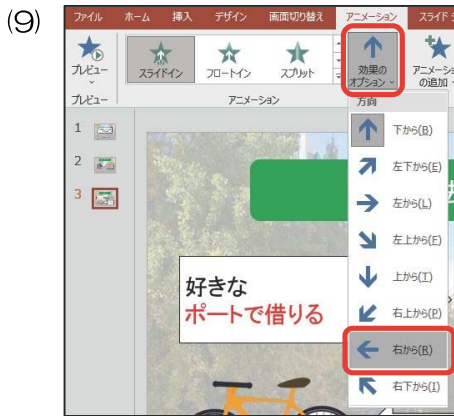 (9)
ファイル ホーム 挿入 デザイン 画面切り替え アニメーション スライド
プレビュー スライドイン フロートイン スプリット 効果の オプション アニメーション の追加
プレビュー アニメーション 方向
1
2
3
下から(B)
左下から(E)
左から(L)
左上から(F)
上から(T)
右上から(P)
右から(R)
右下から(I)
好きな
ポートで借りる